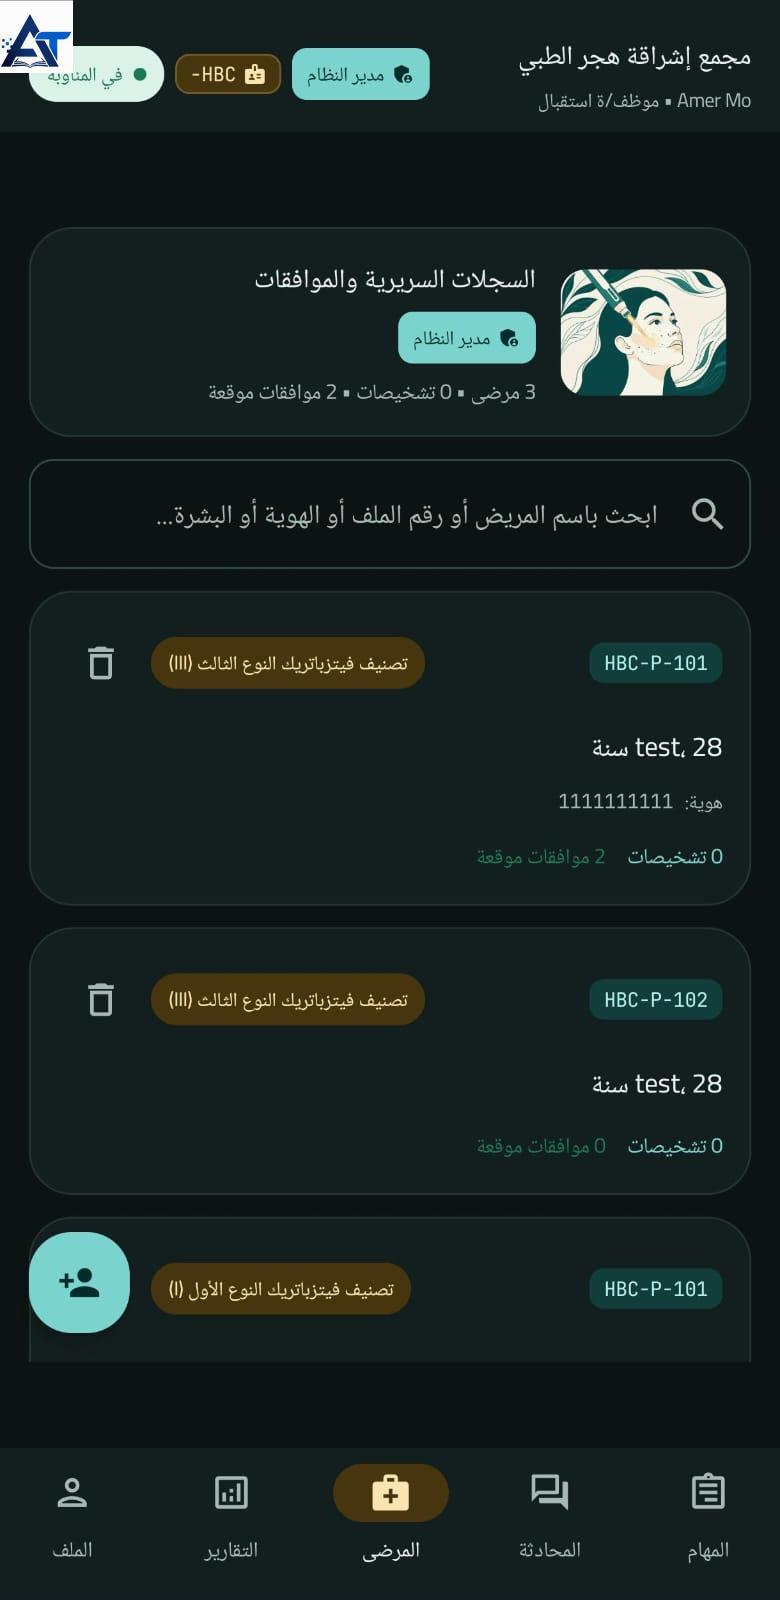 مجمع إشراقة هجر الطبي
Amer Mo ▪ موظف/ة استقبال
مدير النظام
HBC-
في المناوبة
AT
السجلات السريرية والموافقات
مدير النظام
3 مرضى ▪ 0 تشخيصات ▪ 2 موافقات موقعة
ابحث باسم المريض أو رقم الملف أو الهوية أو البشرة...
HBC-P-101
تصنيف فيتزباتريك النوع الثالث (III)
test، 28 سنة
هوية: 1111111111
0 تشخيصات 2 موافقات موقعة
HBC-P-102
تصنيف فيتزباتريك النوع الثالث (III)
test، 28 سنة
0 تشخيصات 0 موافقات موقعة
HBC-P-101
تصنيف فيتزباتريك النوع الأول (I)
المهام
المحادثة
المرضى
التقارير
الملف